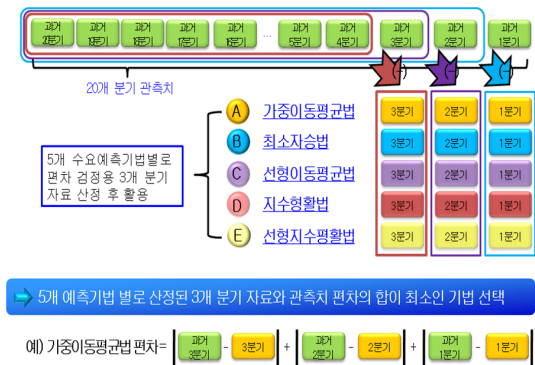 과거 20분기 과거 19분기 과거 18분기 과거 17분기 과거 16분기 ... 과거 5분기 과거 4분기 과거 3분기 과거 2분기 과거 1분기
(-) (-) (-)
20개 분기 관측치
A 가중이동평균법 3분기 2분기 1분기
B 최소자승법 3분기 2분기 1분기
C 선형이동평균법 3분기 2분기 1분기
D 지수형활법 3분기 2분기 1분기
E 선형지수평활법 3분기 2분기 1분기
5개 수요예측기법별로
편차 검정용 3개 분기
자료 산정 후 활용
5개 예측기법 별로 산정된 3개 분기 자료와 관측치 편차의 합이 최소인 기법 선택
예) 가중이동평균법 편차= | 과거 3분기 - 3분기 | + | 과거 2분기 - 2분기 | + | 과거 1분기 - 1분기 |